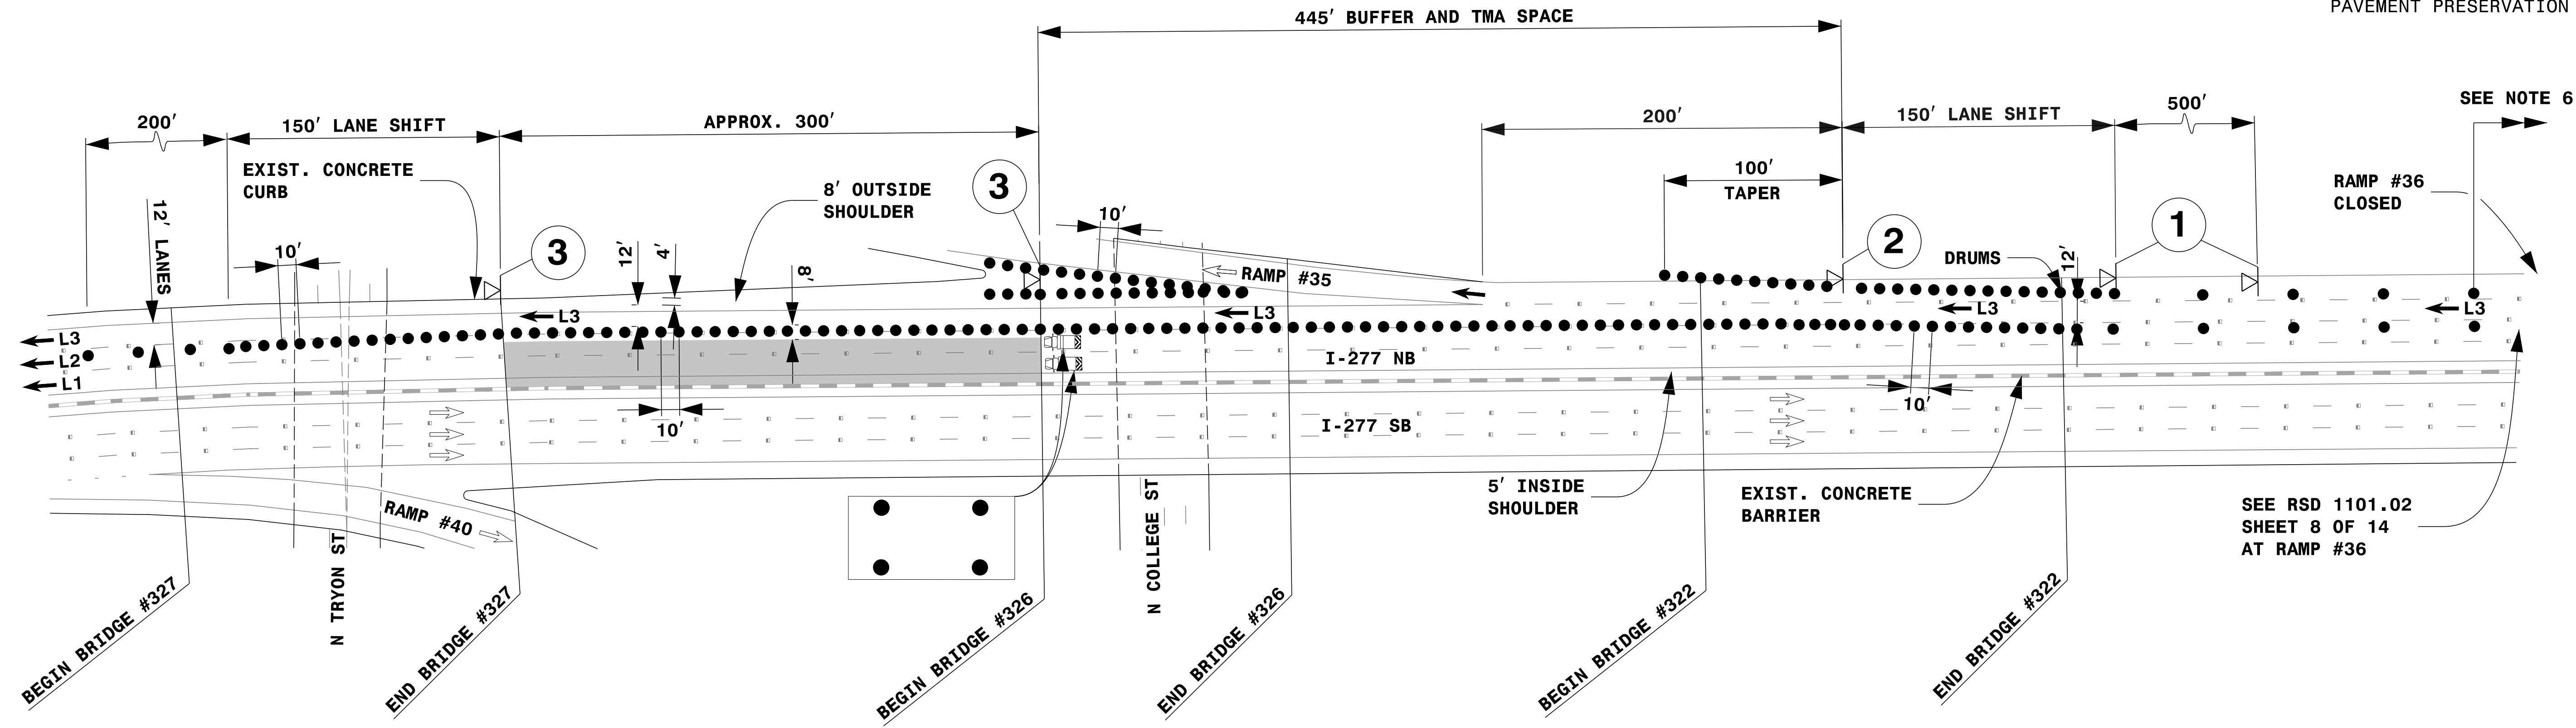 PAVEMENT PRESERVATION
445′ BUFFER AND TMA SPACE
SEE NOTE 6
200′
150′ LANE SHIFT
APPROX. 300′
200′
150′ LANE SHIFT
500′
EXIST. CONCRETE
CURB
8′ OUTSIDE
SHOULDER
3
100′
TAPER
RAMP #36
CLOSED
12′ LANES
10′
3
12′
4′
8′
10′
RAMP #35
2
DRUMS
12′
1
L3
L2
L1
L3
L3
L3
L3
I-277 NB
10′
10′
I-277 SB
RAMP #40
N TRYON ST
N COLLEGE ST
5′ INSIDE
SHOULDER
EXIST. CONCRETE
BARRIER
SEE RSD 1101.02
SHEET 8 OF 14
AT RAMP #36
BEGIN BRIDGE #327
END BRIDGE #327
BEGIN BRIDGE #326
END BRIDGE #326
BEGIN BRIDGE #322
END BRIDGE #322